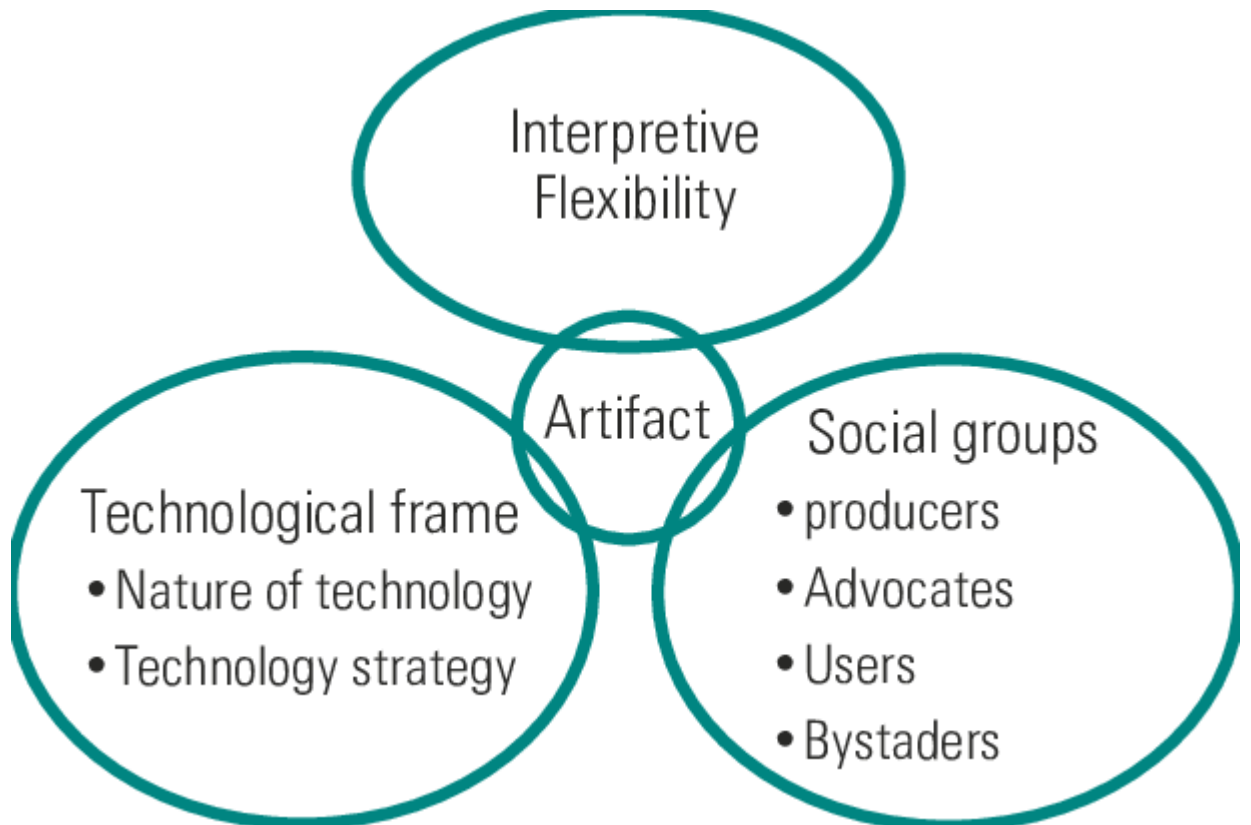 Interpretive
Flexibility
Artifact
Technological frame
• Nature of technology
• Technology strategy
Social groups
• producers
• Advocates
• Users
• Bystaders